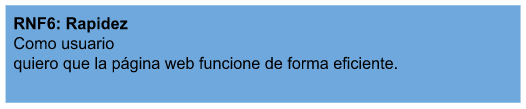 RNF6: Rapidez
Como usuario
quiero que la página web funcione de forma eficiente.